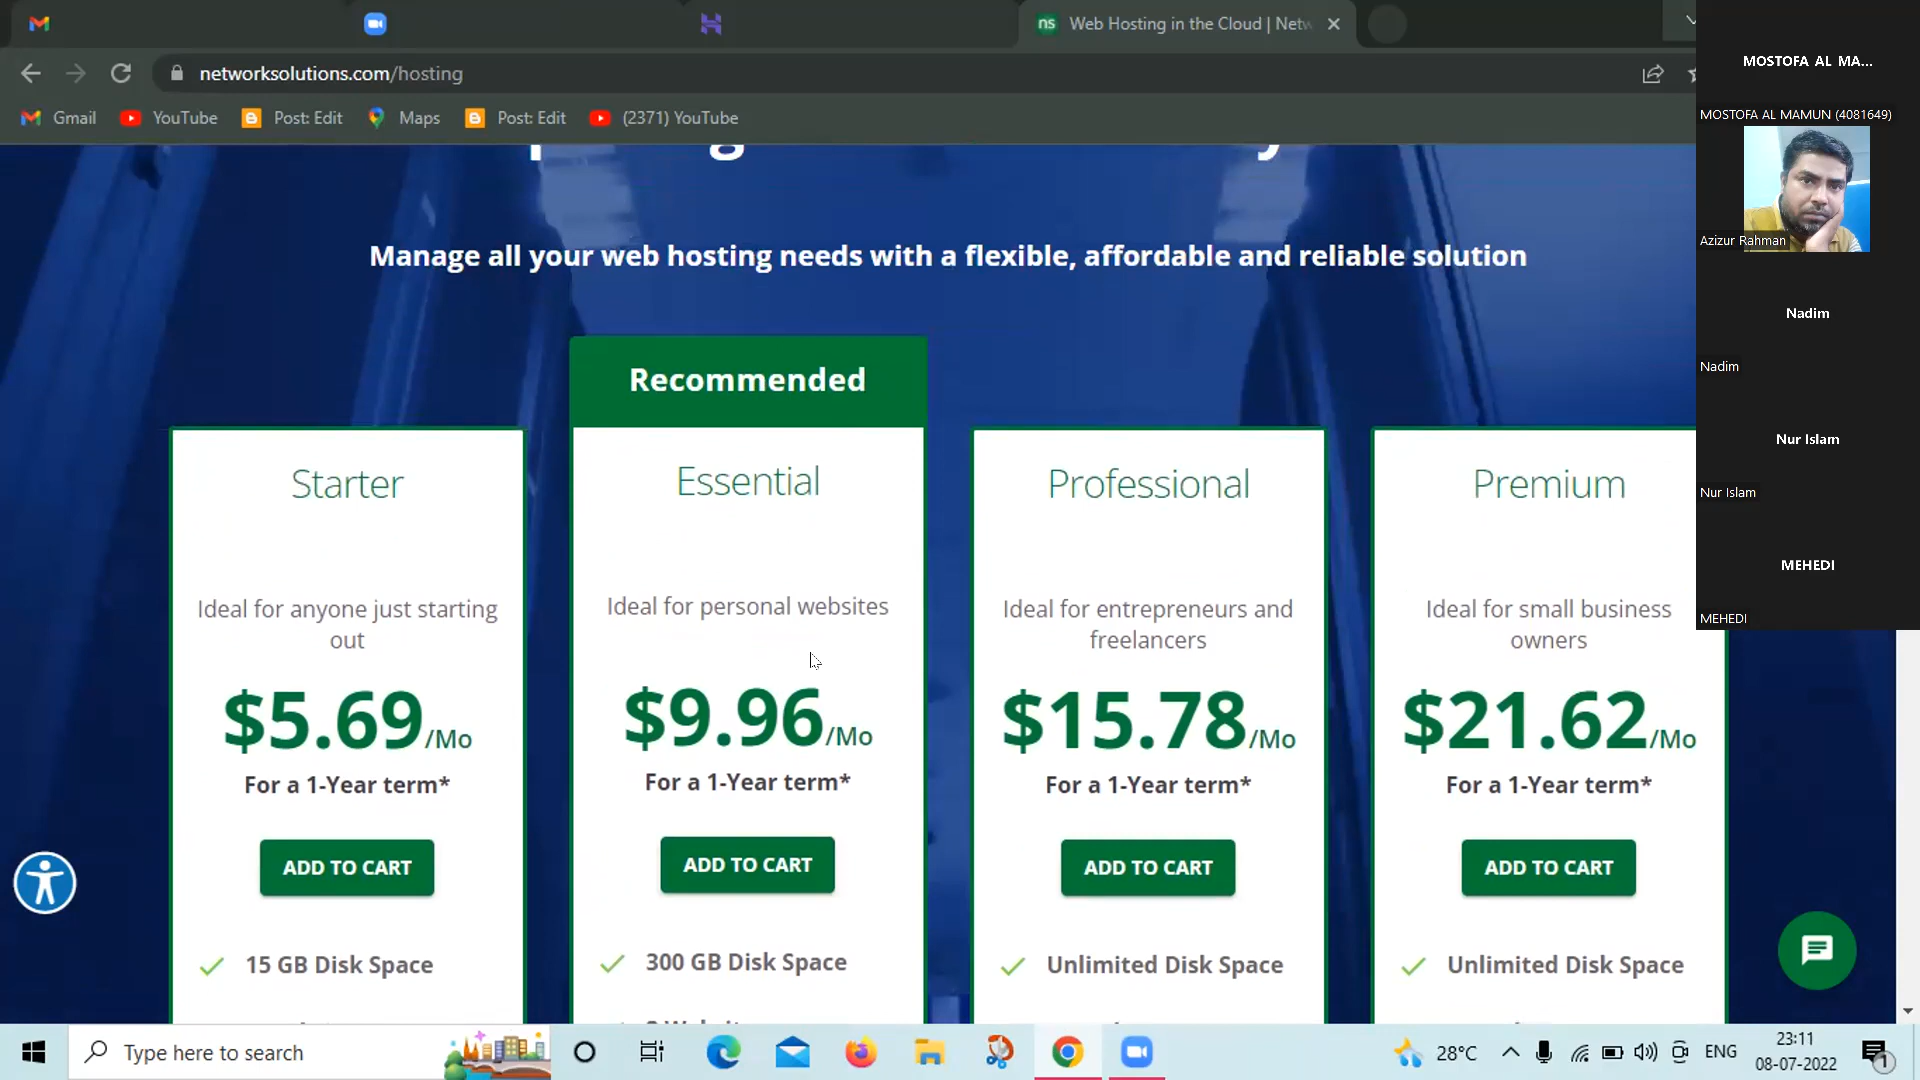 ns Web Hosting in the Cloud | Netw
networksolutions.com/hosting
Gmail YouTube Post: Edit Maps Post: Edit (2371) YouTube
Manage all your web hosting needs with a flexible, affordable and reliable solution
Recommended
Starter
Ideal for anyone just starting
out
$5.69/Mo
For a 1-Year term*
ADD TO CART
15 GB Disk Space
Essential
Ideal for personal websites
$9.96/Mo
For a 1-Year term*
ADD TO CART
300 GB Disk Space
Professional
Ideal for entrepreneurs and
freelancers
$15.78/Mo
For a 1-Year term*
ADD TO CART
Unlimited Disk Space
Premium
Ideal for small business
owners
$21.62/Mo
For a 1-Year term*
ADD TO CART
Unlimited Disk Space
MOSTOFA AL MA...
MOSTOFA AL MAMUN (4081649)
Azizur Rahman
Nadim
Nadim
Nur Islam
Nur Islam
MEHEDI
MEHEDI
Type here to search
28°C
ENG
23:11
08-07-2022
1